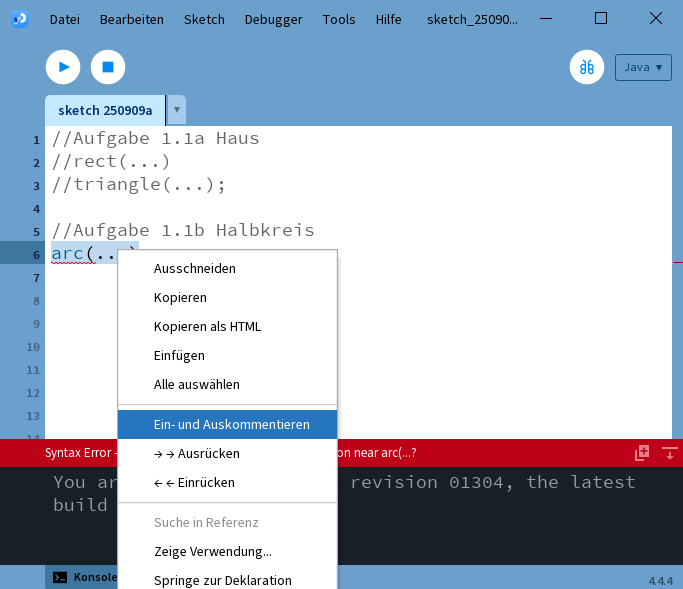 Datei Bearbeiten Sketch Debugger Tools Hilfe sketch_25090...
Java ▾
sketch 250909a ▾
1 //Aufgabe 1.1a Haus
2 //rect(...)
3 //triangle(...);
4
5 //Aufgabe 1.1b Halbkreis
6 arc(...)
7
8
9
10
11
12
13
14
Ausschneiden
Kopieren
Kopieren als HTML
Einfügen
Alle auswählen
Ein- und Auskommentieren
→ → Ausrücken
← ← Einrücken
Suche in Referenz
Zeige Verwendung...
Springe zur Deklaration
Syntax Error - on near arc(...?
You ar revision 01304, the latest
build
Konsole
4.4.4